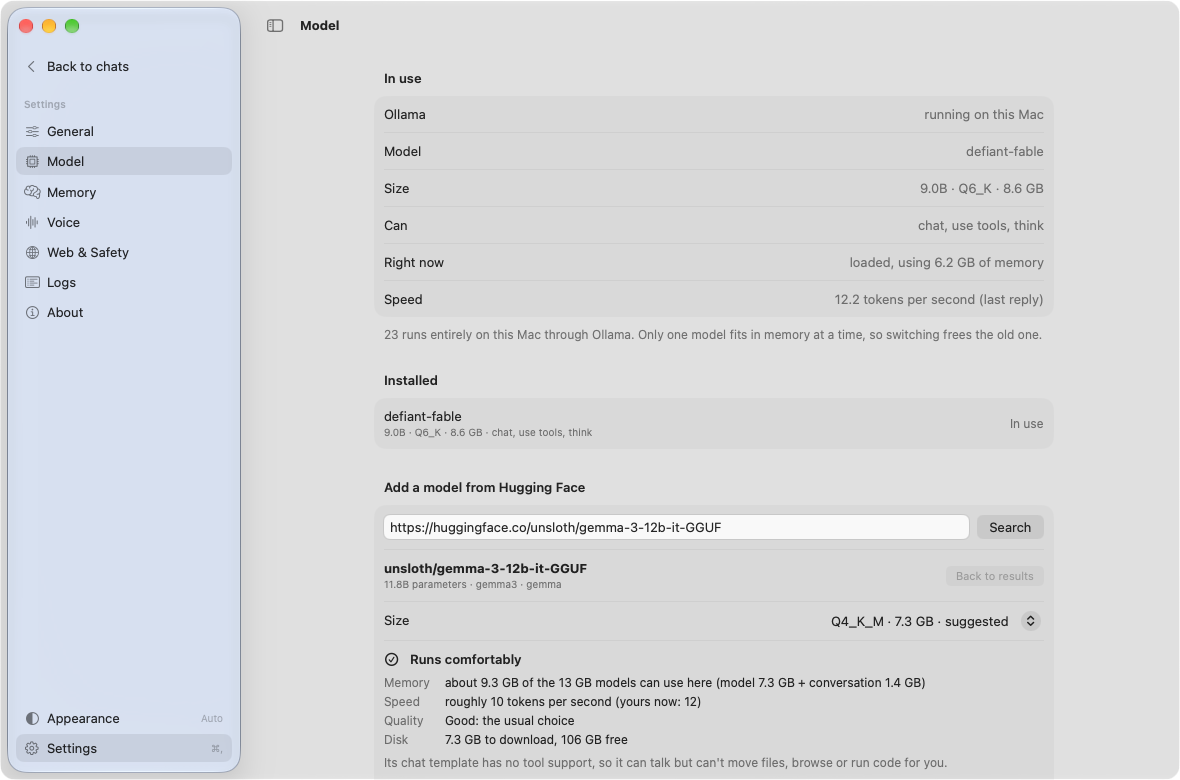 Back to chats
Settings
General
Model
Memory
Voice
Web & Safety
Logs
About
Appearance Auto
Settings ⌘,
Model
In use
Ollama running on this Mac
Model defiant-fable
Size 9.0B · Q6_K · 8.6 GB
Can chat, use tools, think
Right now loaded, using 6.2 GB of memory
Speed 12.2 tokens per second (last reply)
23 runs entirely on this Mac through Ollama. Only one model fits in memory at a time, so switching frees the old one.
Installed
defiant-fable
9.0B · Q6_K · 8.6 GB · chat, use tools, think
In use
Add a model from Hugging Face
https://huggingface.co/unsloth/gemma-3-12b-it-GGUF Search
unsloth/gemma-3-12b-it-GGUF
11.8B parameters · gemma3 · gemma
Back to results
Size Q4_K_M · 7.3 GB · suggested
Runs comfortably
Memory about 9.3 GB of the 13 GB models can use here (model 7.3 GB + conversation 1.4 GB)
Speed roughly 10 tokens per second (yours now: 12)
Quality Good: the usual choice
Disk 7.3 GB to download, 106 GB free
Its chat template has no tool support, so it can talk but can't move files, browse or run code for you.